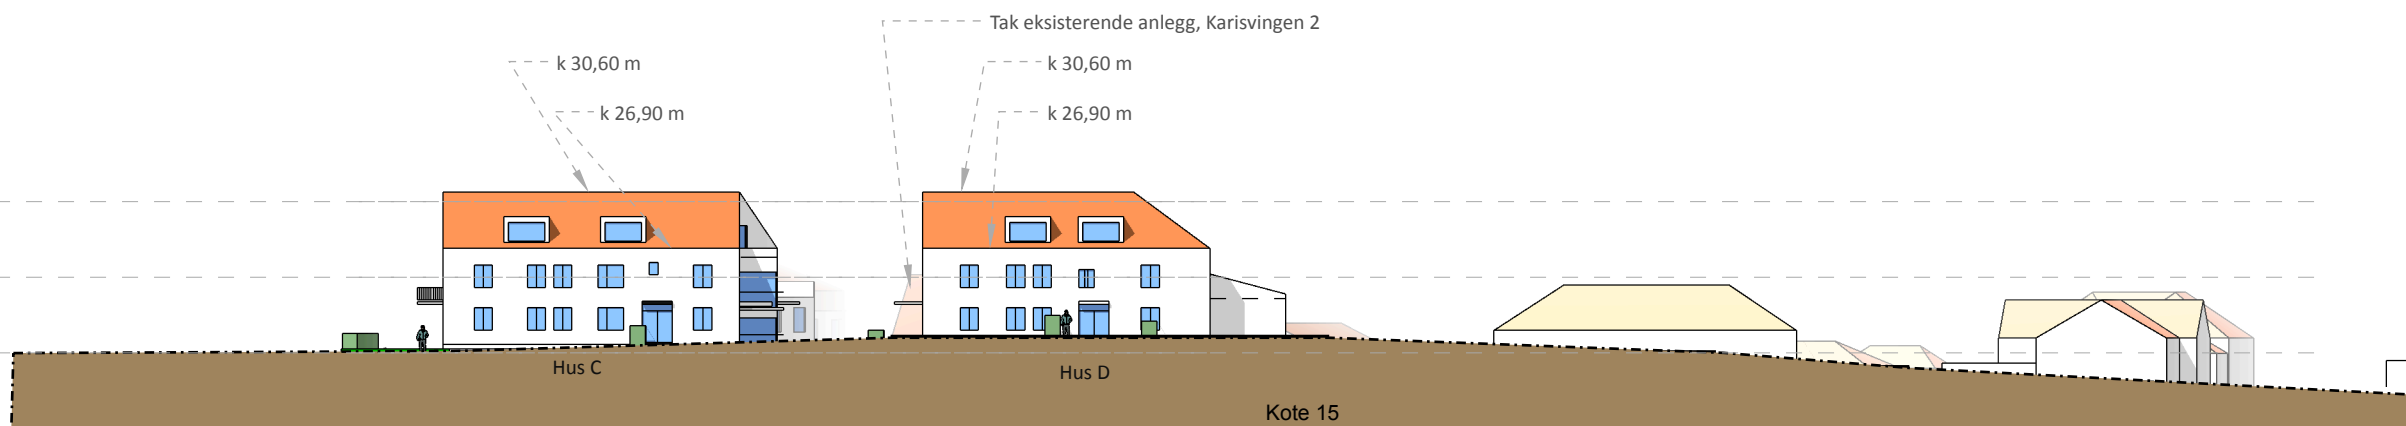 Tak eksisterende anlegg, Karisvingen 2
k 30,60 m
k 30,60 m
k 26,90 m
k 26,90 m
Hus C
Hus D
Kote 15